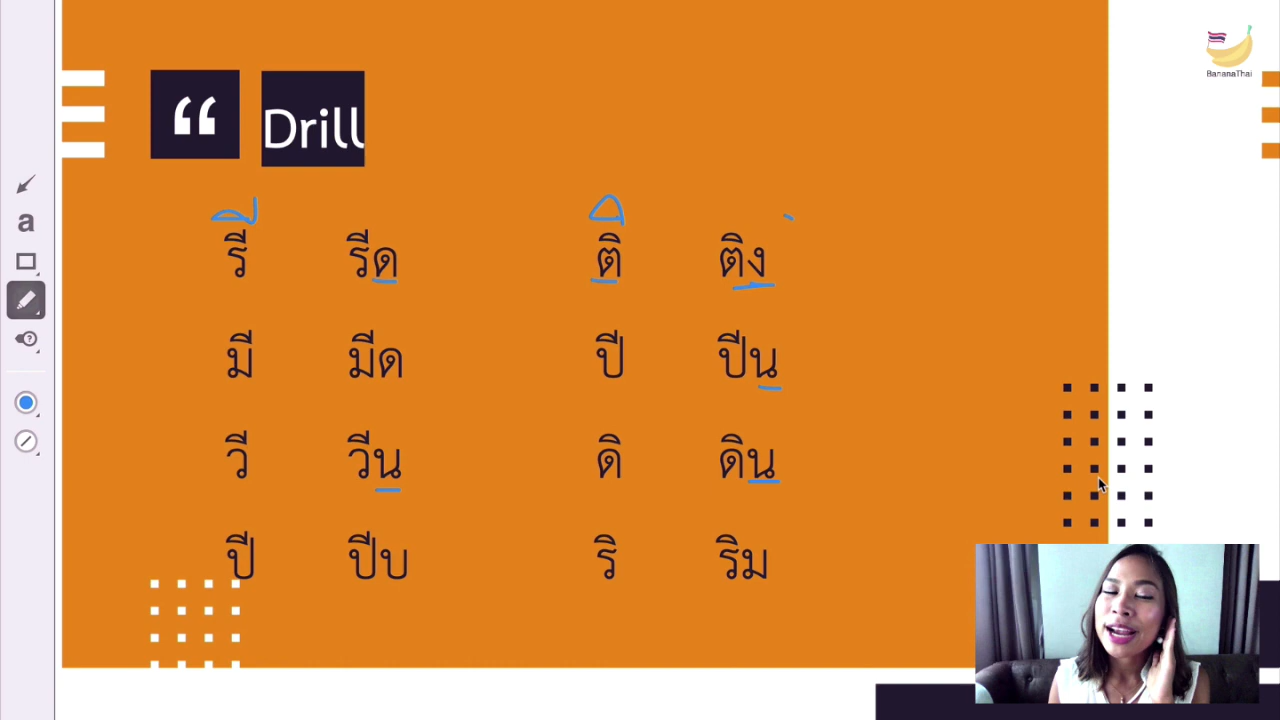 BananaThai
“ Drill
รี รีด ติ ติง
มี มีด ปี ปีน
วี วีน ดิ ดิน
ปี ปีบ ริ ริม
a